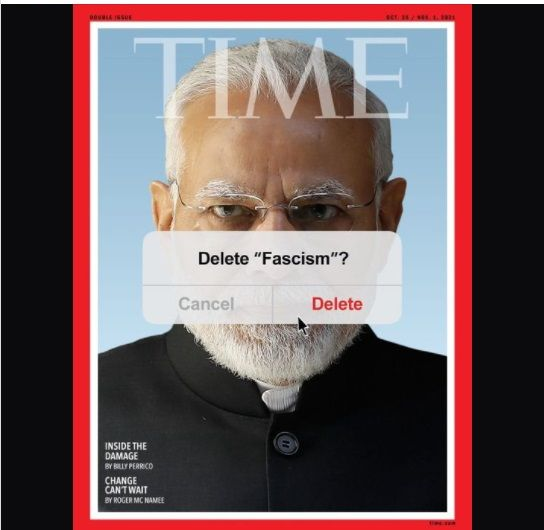 DOUBLE ISSUE
OCT. 25 / NOV. 1, 2021
TIME
Delete “Fascism”?
Cancel
Delete
INSIDE THE
DAMAGE
BY BILLY PERRICO
CHANGE
CAN'T WAIT
BY ROGER MC NAMEE
time.com